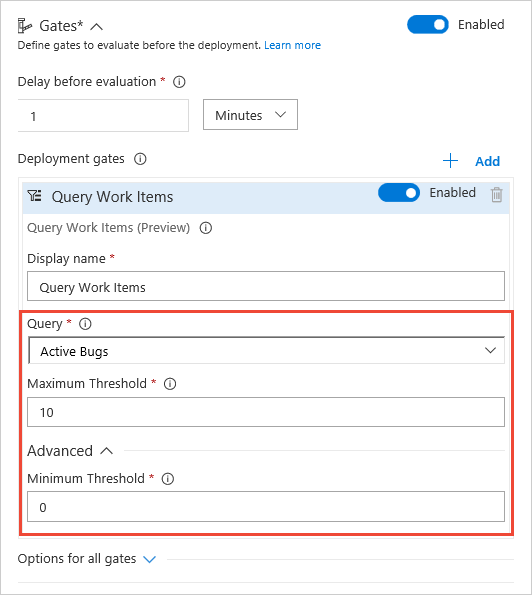 Gates* Enabled
Define gates to evaluate before the deployment. Learn more
Delay before evaluation *
1 Minutes
Deployment gates Add
Query Work Items Enabled
Query Work Items (Preview)
Display name *
Query Work Items
Query *
Active Bugs
Maximum Threshold *
10
Advanced
Minimum Threshold *
0
Options for all gates